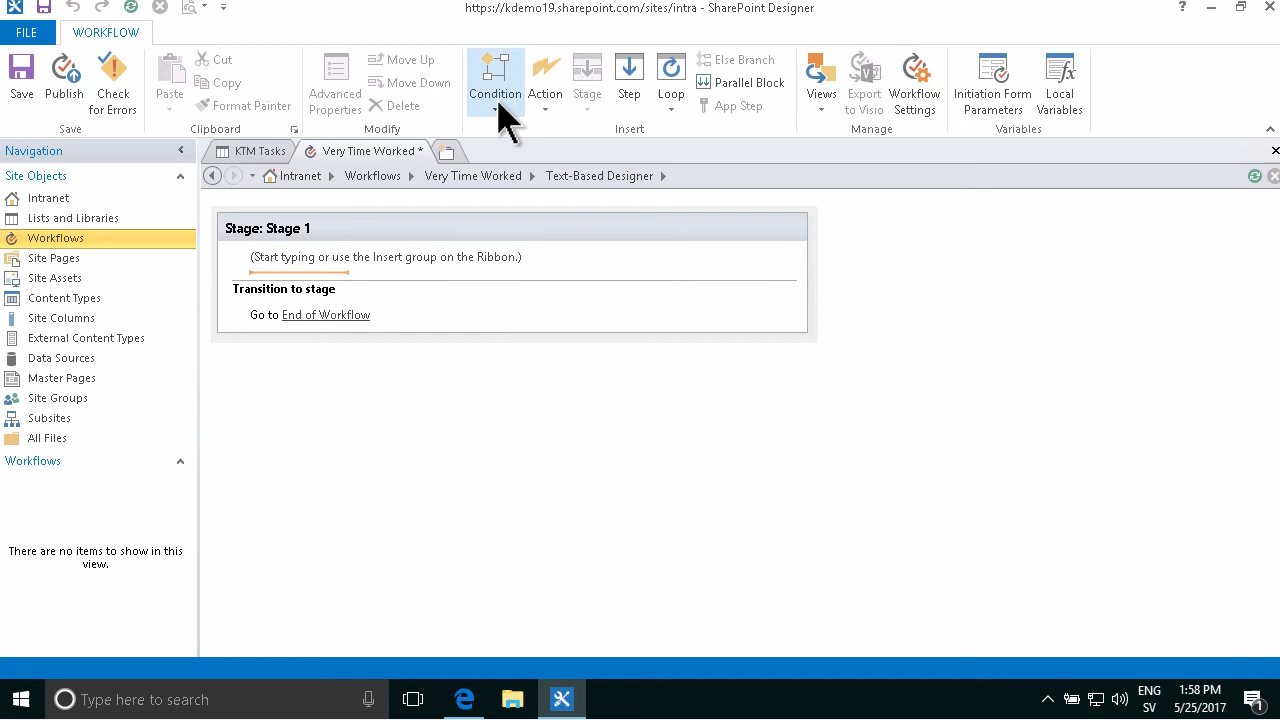 https://kdemo19.sharepoint.com/sites/intra - SharePoint Designer
FILE WORKFLOW
Save
Publish
Check for Errors
Save
Paste
Cut
Copy
Format Painter
Clipboard
Advanced Properties
Move Up
Move Down
Delete
Modify
Condition
Action
Stage
Step
Loop
Else Branch
Parallel Block
App Step
Insert
Views
Export to Visio
Workflow Settings
Manage
Initiation Form Parameters
Local Variables
Variables
Navigation
Site Objects
Intranet
Lists and Libraries
Workflows
Site Pages
Site Assets
Content Types
Site Columns
External Content Types
Data Sources
Master Pages
Site Groups
Subsites
All Files
Workflows
There are no items to show in this
view.
KTM Tasks
Very Time Worked *
Intranet Workflows Very Time Worked Text-Based Designer
Stage: Stage 1
(Start typing or use the Insert group on the Ribbon.)
Transition to stage
Go to End of Workflow
Type here to search
ENG
SV
1:58 PM
5/25/2017
1